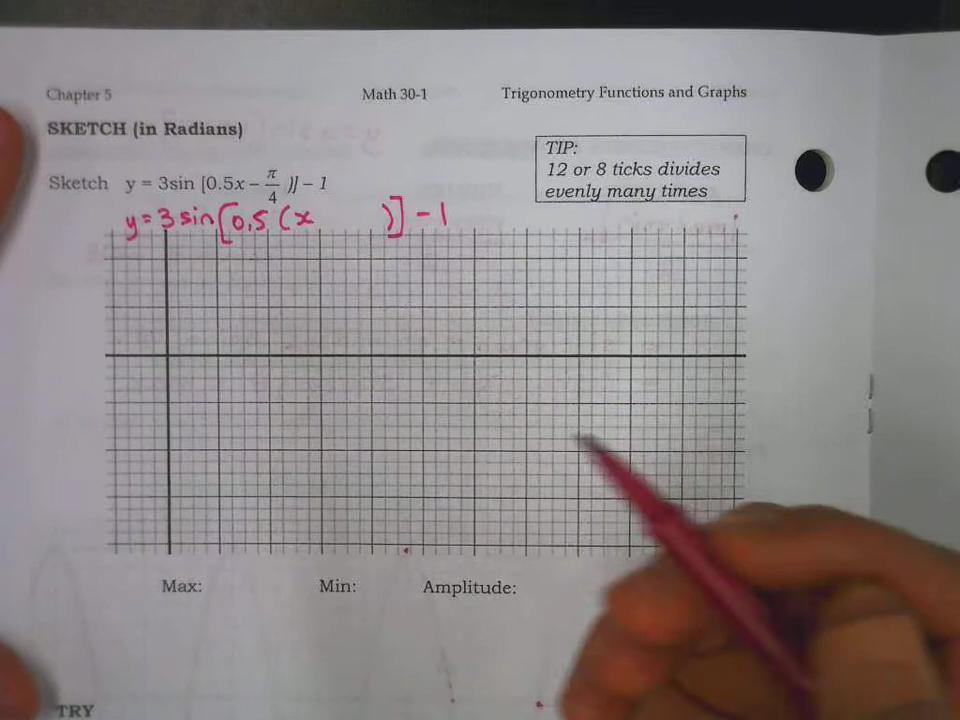 Chapter 5 Math 30-1 Trigonometry Functions and Graphs
SKETCH (in Radians)
TIP:
12 or 8 ticks divides
evenly many times
Sketch y = 3sin [0.5x – π/4 )] – 1
y = 3 sin [0.5 (x )] - 1
Max: Min: Amplitude:
TRY